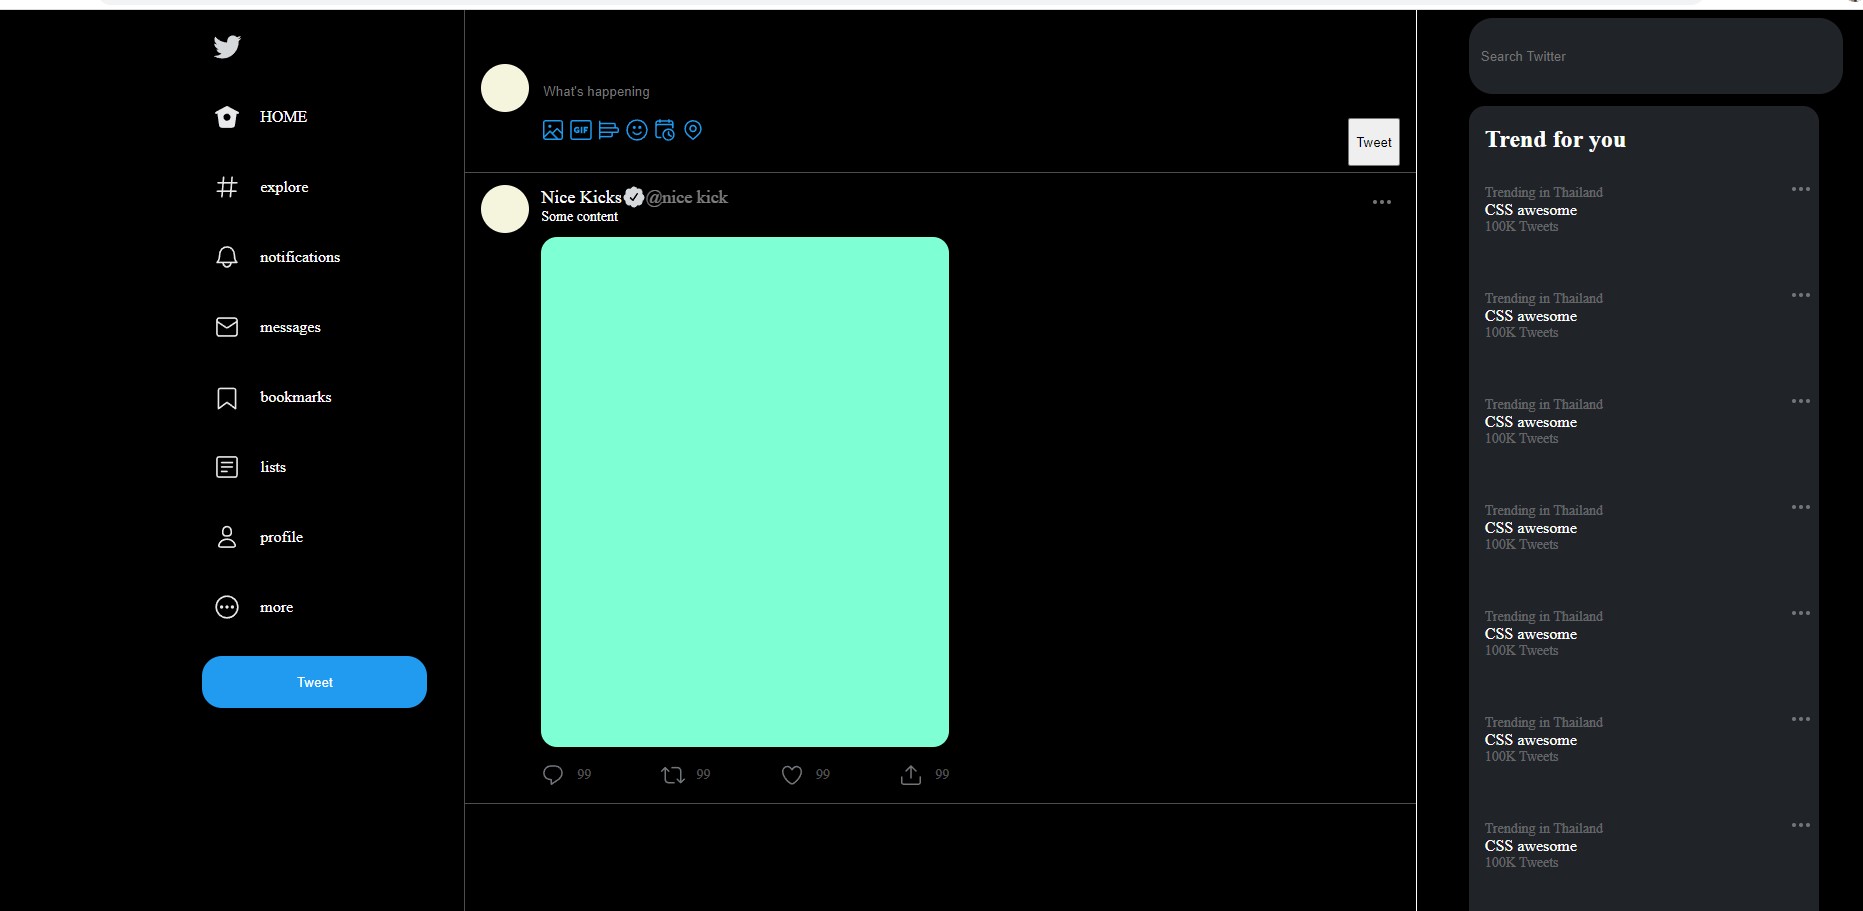 HOME
explore
notifications
messages
bookmarks
lists
profile
more
Tweet
What's happening
GIF
Tweet
Nice Kicks @nice kick
Some content
99 99 99 99
Search Twitter
Trend for you
Trending in Thailand
CSS awesome
100K Tweets
Trending in Thailand
CSS awesome
100K Tweets
Trending in Thailand
CSS awesome
100K Tweets
Trending in Thailand
CSS awesome
100K Tweets
Trending in Thailand
CSS awesome
100K Tweets
Trending in Thailand
CSS awesome
100K Tweets
Trending in Thailand
CSS awesome
100K Tweets